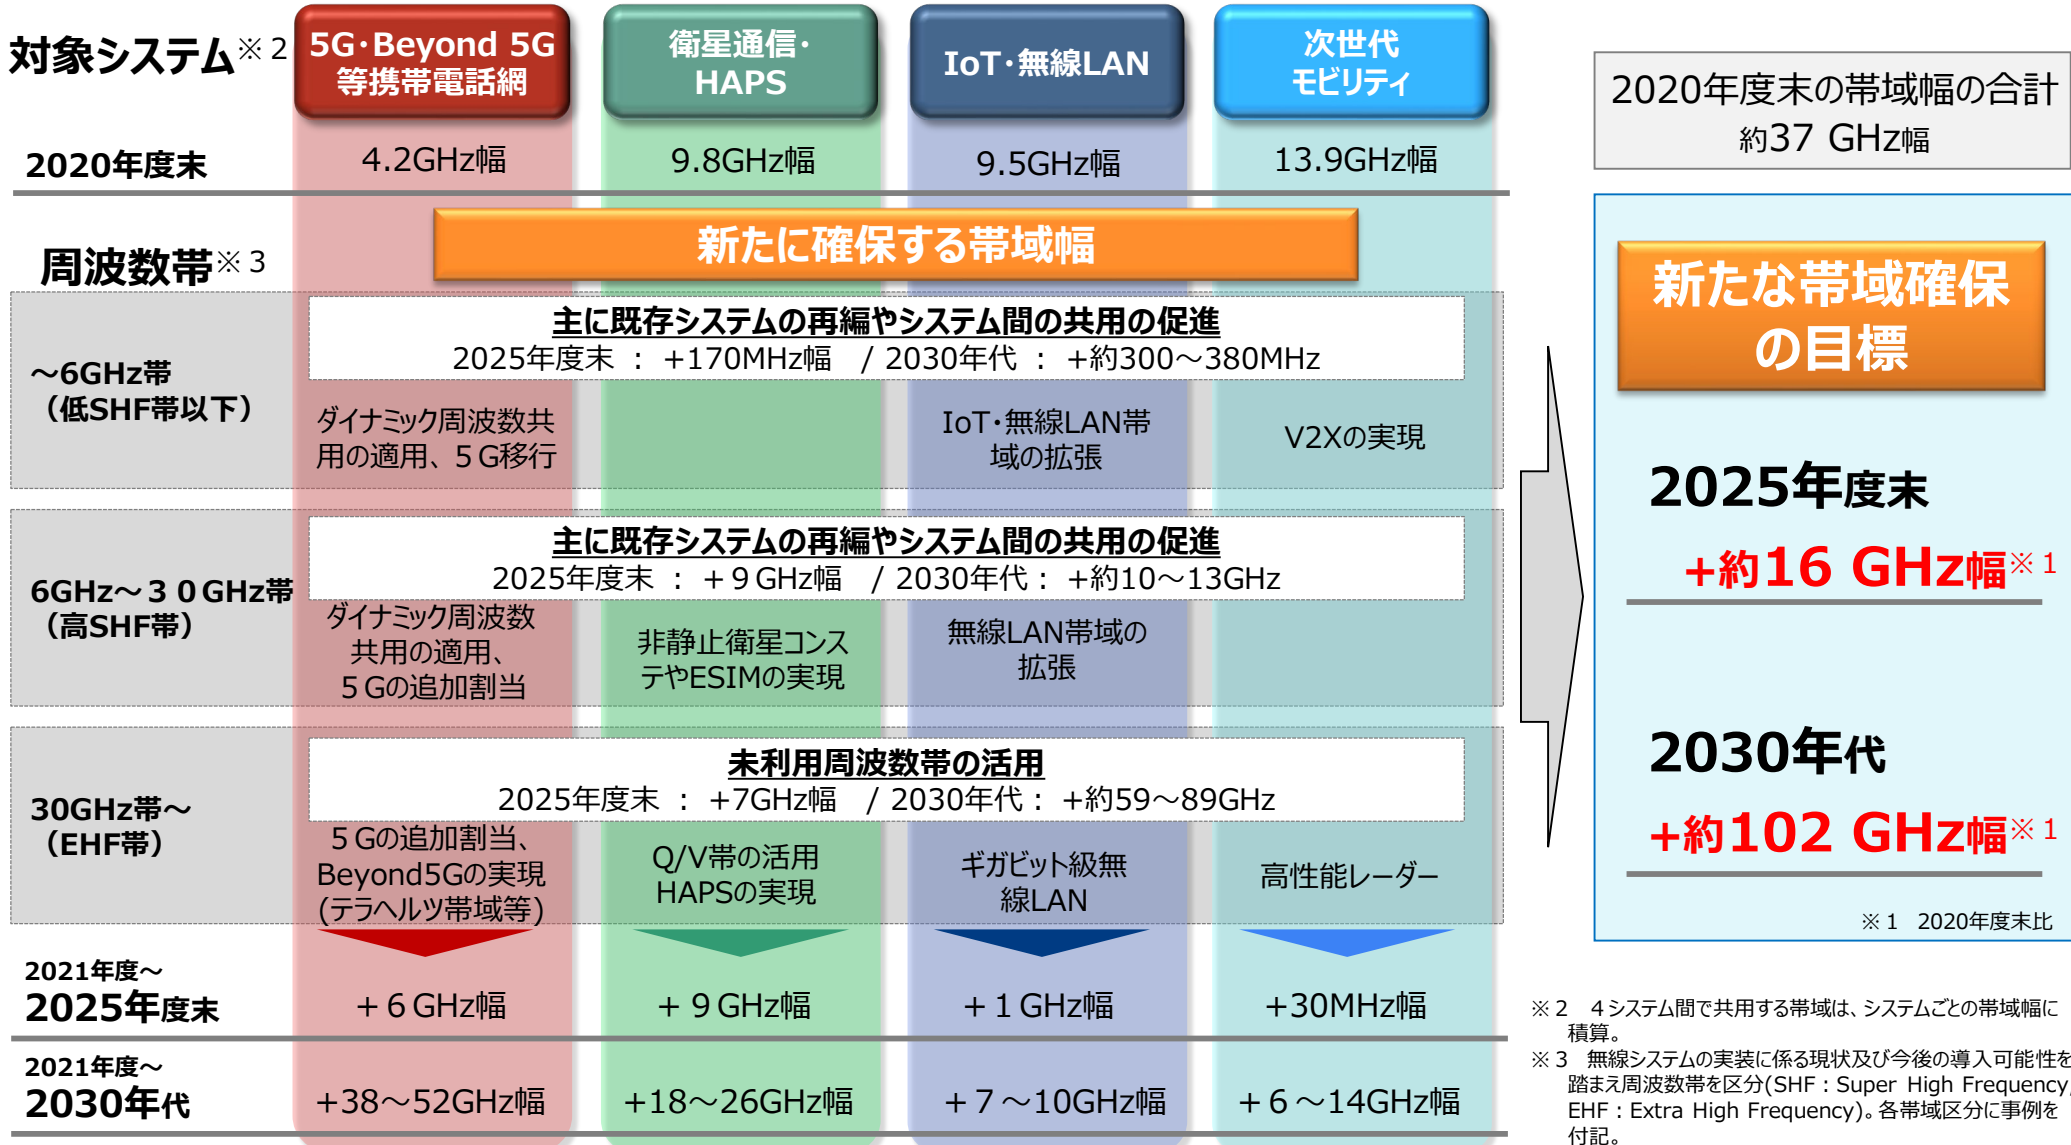 対象システム※２
5G・Beyond 5G
等携帯電話網
衛星通信・
HAPS
IoT・無線LAN
次世代
モビリティ
2020年度末
4.2GHz幅
9.8GHz幅
9.5GHz幅
13.9GHz幅
2020年度末の帯域幅の合計
約37 GHz幅
周波数帯※３
新たに確保する帯域幅
～6GHz帯
（低SHF帯以下）
主に既存システムの再編やシステム間の共用の促進
2025年度末 ： +170MHz幅 / 2030年代 ： +約300～380MHz
ダイナミック周波数共
用の適用、５G移行
IoT・無線LAN帯
域の拡張
V2Xの実現
6GHz～３０GHz帯
（高SHF帯）
主に既存システムの再編やシステム間の共用の促進
2025年度末 ： +９GHz幅 / 2030年代： +約10～13GHz
ダイナミック周波数
共用の適用、
５Gの追加割当
非静止衛星コンス
テやESIMの実現
無線LAN帯域の
拡張
30GHz帯～
（EHF帯）
未利用周波数帯の活用
2025年度末 ： +7GHz幅 / 2030年代： +約59～89GHz
５Gの追加割当、
Beyond5Gの実現
(テラヘルツ帯域等)
Q/V帯の活用
HAPSの実現
ギガビット級無
線LAN
高性能レーダー
2021年度～
2025年度末
+６GHz幅
+９GHz幅
+１GHz幅
+30MHz幅
2021年度～
2030年代
+38～52GHz幅
+18～26GHz幅
+７～10GHz幅
+６～14GHz幅
新たな帯域確保
の目標
2025年度末
+約16 GHz幅※１
2030年代
+約102 GHz幅※１
※１ 2020年度末比
※２ ４システム間で共用する帯域は、システムごとの帯域幅に
積算。
※３ 無線システムの実装に係る現状及び今後の導入可能性を
踏まえ周波数帯を区分(SHF：Super High Frequency,
EHF：Extra High Frequency)。各帯域区分に事例を
付記。